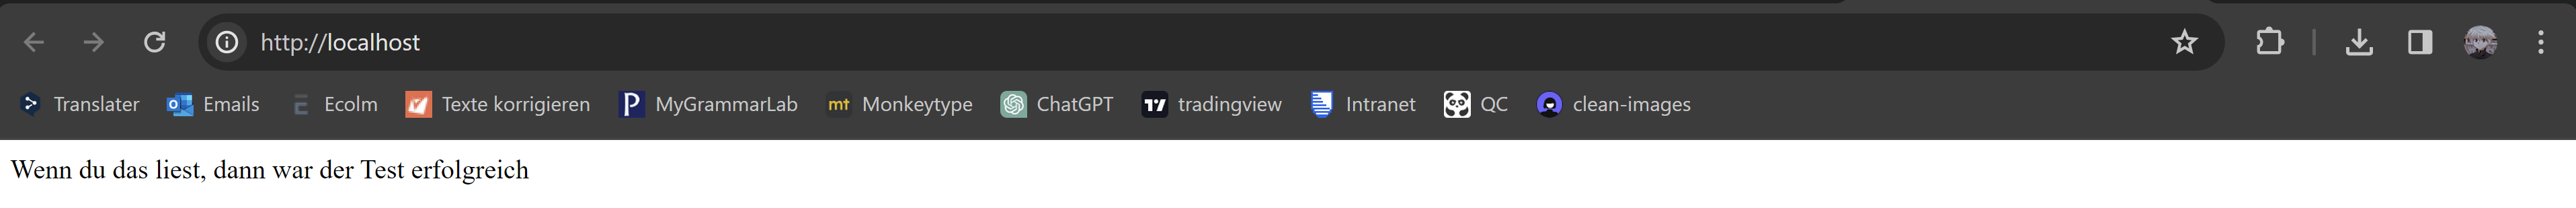 http://localhost
Translater Emails Ecolm Texte korrigieren MyGrammarLab Monkeytype ChatGPT tradingview Intranet QC clean-images
Wenn du das liest, dann war der Test erfolgreich